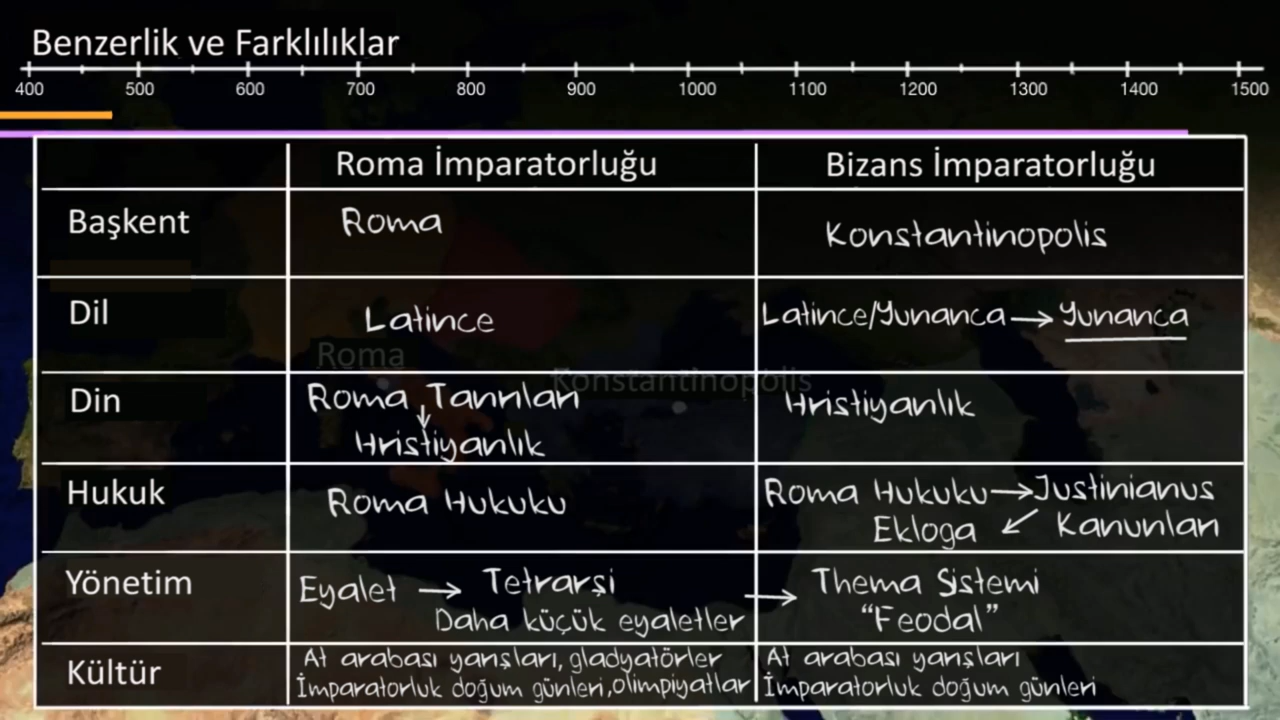 Benzerlik ve Farklılıklar
400 500 600 700 800 900 1000 1100 1200 1300 1400 1500
Roma İmparatorluğu Bizans İmparatorluğu
Başkent Roma Konstantinopolis
Dil Latince Latince/Yunanca → Yunanca
Roma
Konstantinopolis
Din Roma Tanrıları Hristiyanlık
↓
Hristiyanlık
Hukuk Roma Hukuku Roma Hukuku → Justinianus
Ekloga ↙ Kanunları
Yönetim Eyalet → Tetrarşi → Thema Sistemi
Daha küçük eyaletler "Feodal"
Kültür At arabası yarışları, gladyatörler At arabası yarışları
İmparatorluk doğum günleri, olimpiyatlar İmparatorluk doğum günleri